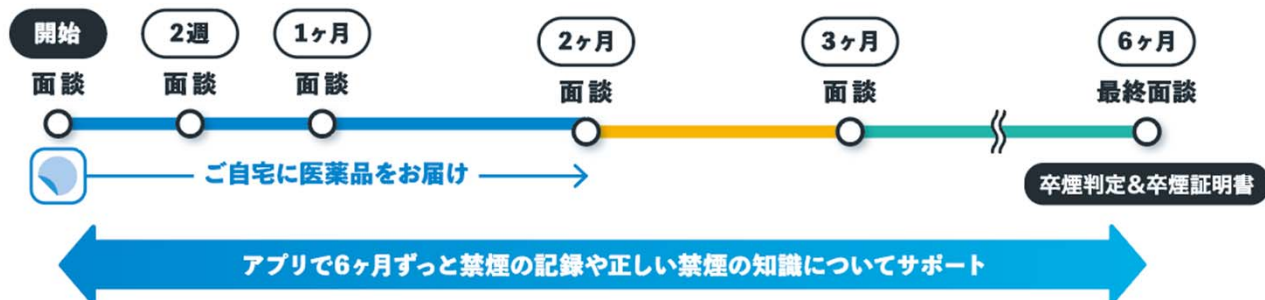 開始 2週 1ヶ月 2ヶ月 3ヶ月 6ヶ月
面談 面談 面談 面談 面談 最終面談
ご自宅に医薬品をお届け
卒煙判定&卒煙証明書
アプリで6ヶ月ずっと禁煙の記録や正しい禁煙の知識についてサポート